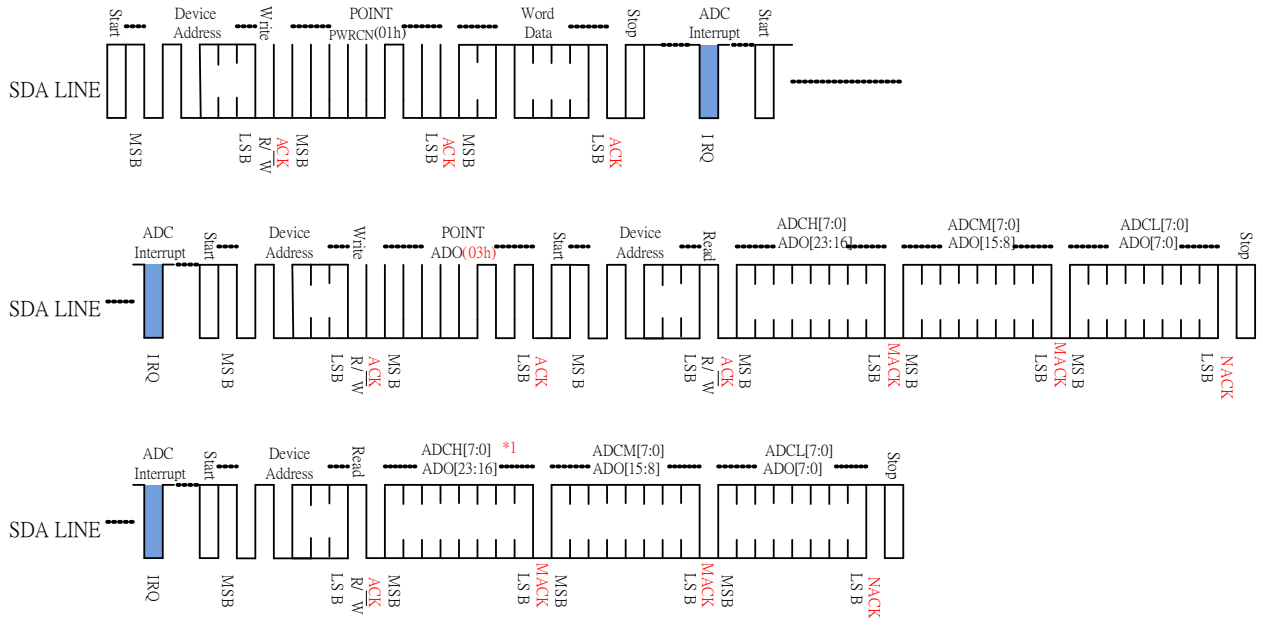 Start
Device
Address
Write
POINT
PWRCN(01h)
Word
Data
Stop
ADC
Interrupt
Start
SDA LINE
MSB
LSB
R/ W
ACK
MSB
LSB
ACK
MSB
LSB
ACK
IRQ
ADC
Interrupt
Start
Device
Address
Write
POINT
ADO(03h)
Start
Device
Address
Read
ADCH[7:0]
ADO[23:16]
ADCM[7:0]
ADO[15:8]
ADCL[7:0]
ADO[7:0]
Stop
SDA LINE
IRQ
MSB
LSB
R/ W
ACK
MSB
LSB
ACK
MSB
LSB
R/ W
ACK
MSB
LSB
MACK
MSB
LSB
MACK
MSB
LSB
NACK
ADC
Interrupt
Start
Device
Address
Read
ADCH[7:0] *1
ADO[23:16]
ADCM[7:0]
ADO[15:8]
ADCL[7:0]
ADO[7:0]
Stop
SDA LINE
IRQ
MSB
LSB
R/ W
ACK
MSB
LSB
MACK
MSB
LSB
MACK
MSB
LSB
NACK